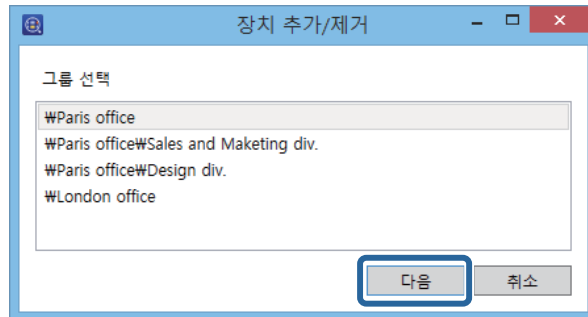 장치 추가/제거
그룹 선택
₩Paris office
₩Paris office₩Sales and Maketing div.
₩Paris office₩Design div.
₩London office
다음 취소